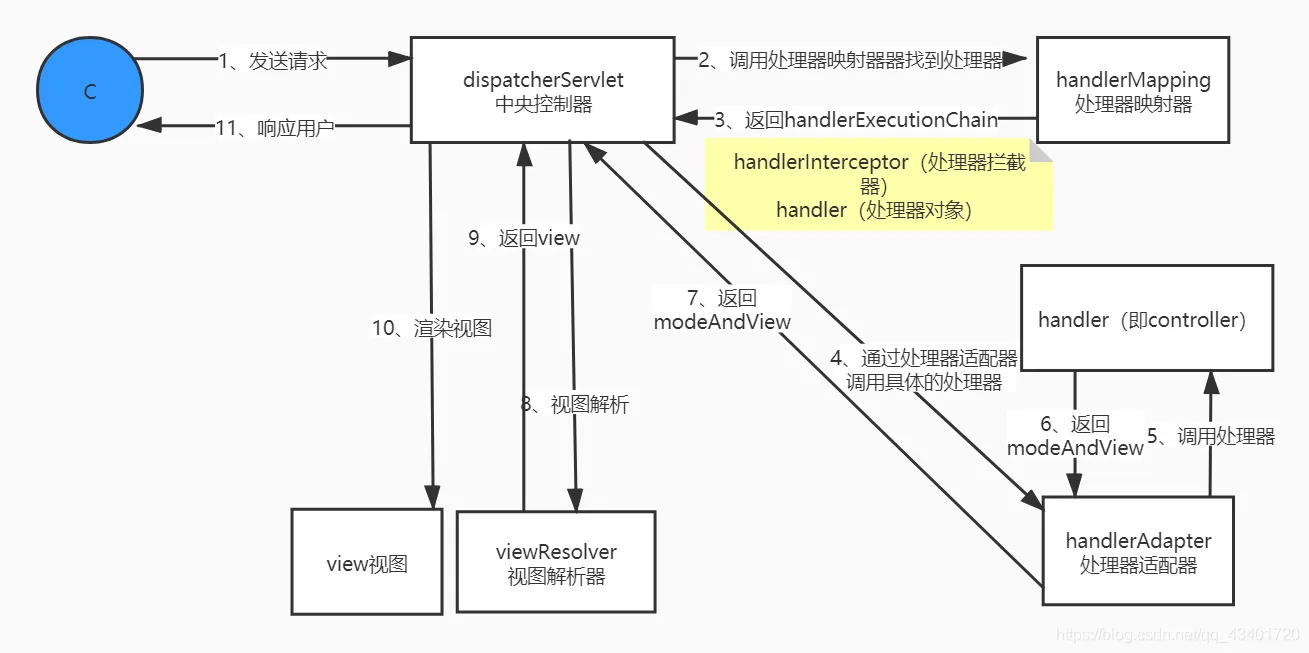 C
1、发送请求
11、响应用户
dispatcherServlet
中央控制器
2、调用处理器映射器器找到处理器
3、返回handlerExecutionChain
handlerMapping
处理器映射器
handlerInterceptor（处理器拦截
器）
handler（处理器对象）
9、返回view
10、渲染视图
8、视图解析
7、返回
modeAndView
4、通过处理器适配器
调用具体的处理器
handler（即controller）
6、返回
modeAndView
5、调用处理器
view视图
viewResolver
视图解析器
handlerAdapter
处理器适配器
https://blog.csdn.net/qq_43401720